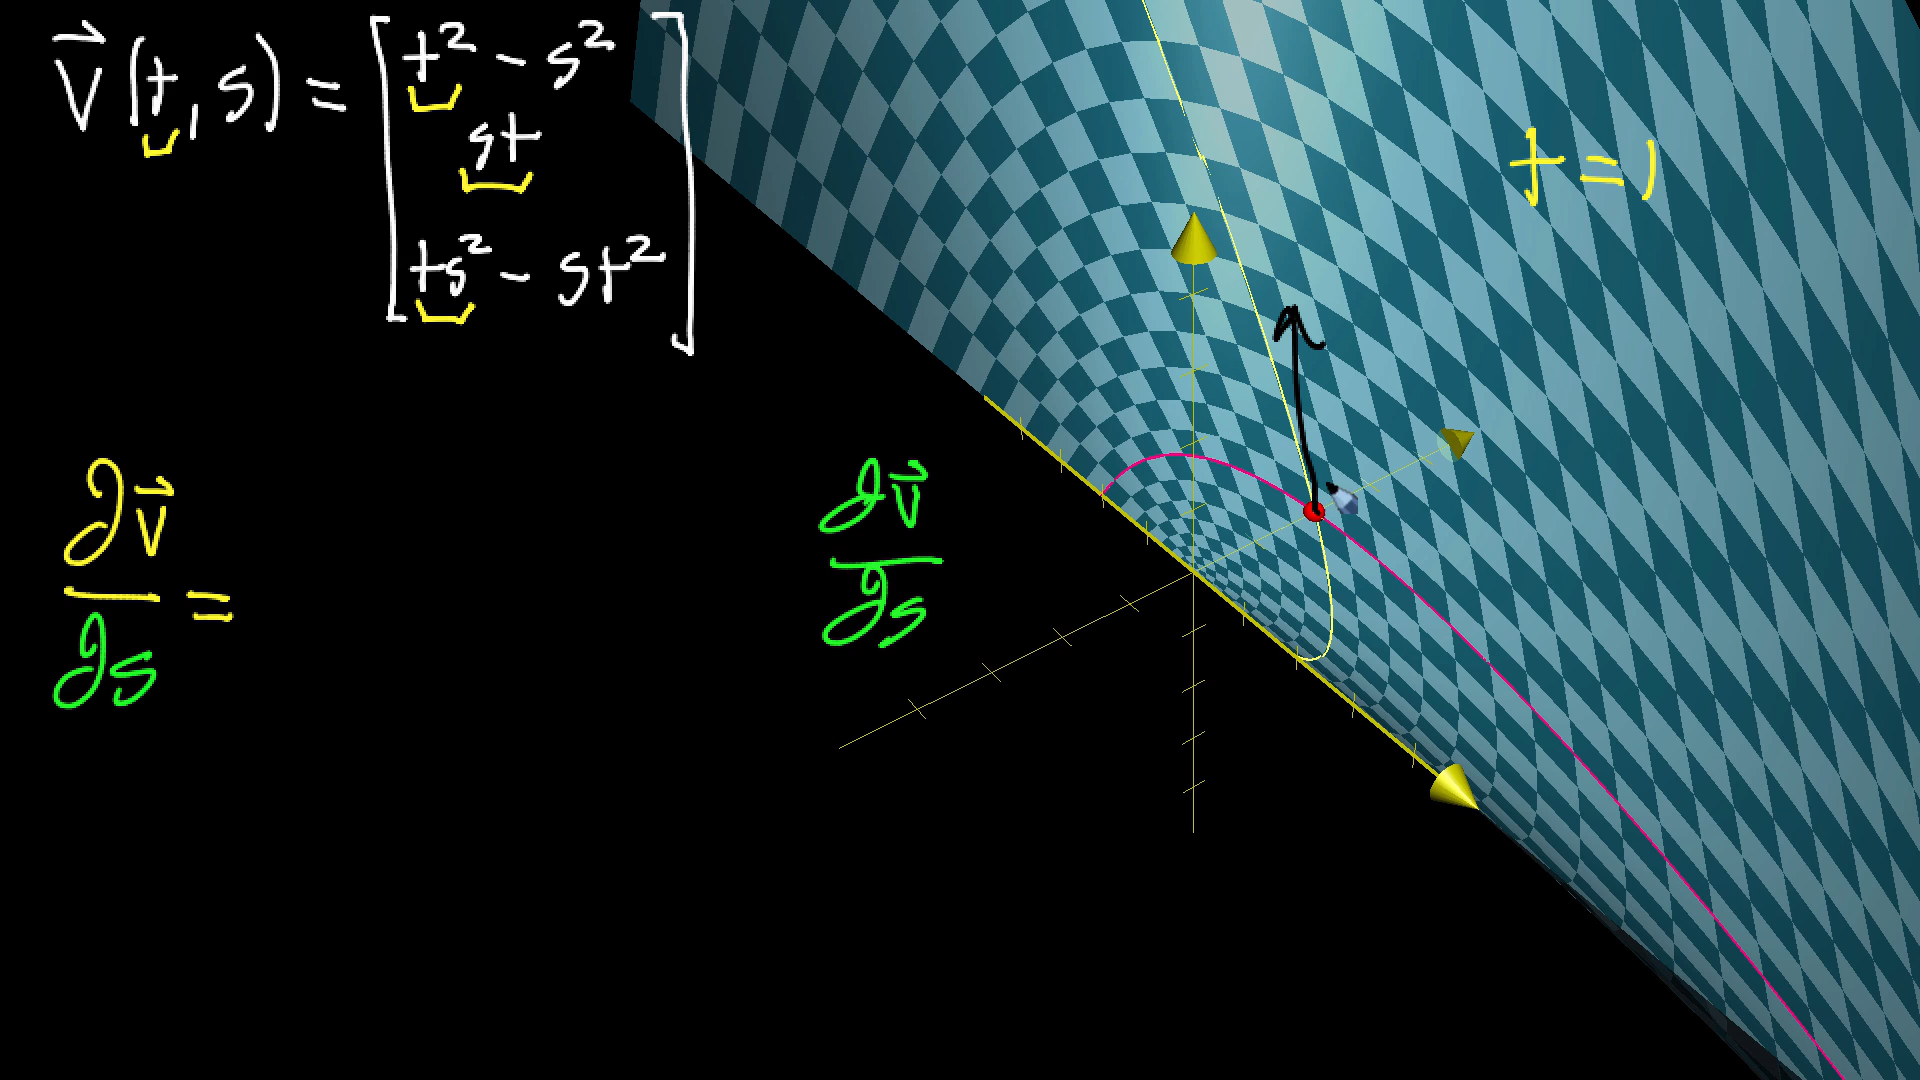 v⃗(t, s) = [t² - s²
st
ts² - st²]
t = 1
∂v⃗/∂s =
∂v⃗/∂s